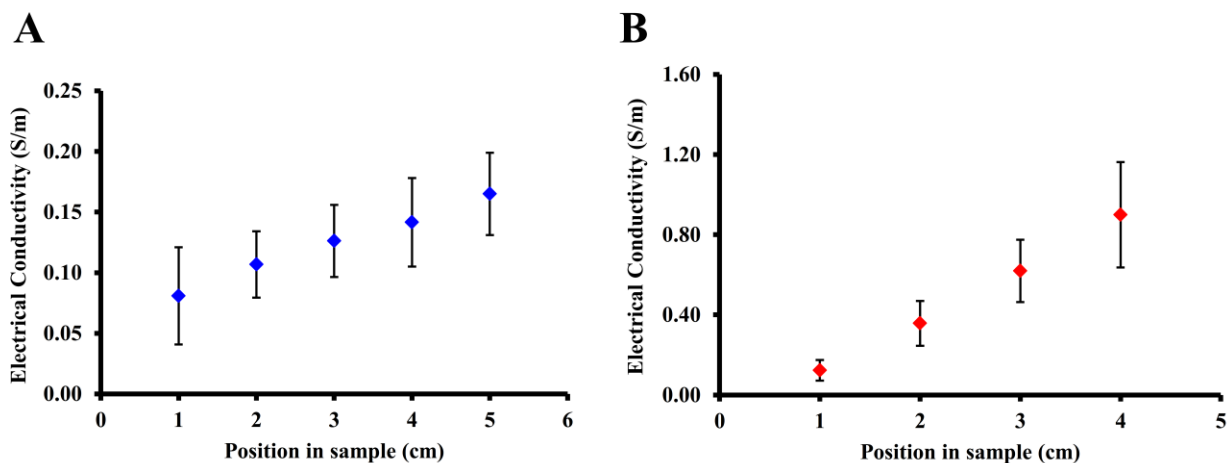 A
Electrical Conductivity (S/m)
0.25
0.20
0.15
0.10
0.05
0.00
0 1 2 3 4 5 6
Position in sample (cm)
B
Electrical Conductivity (S/m)
1.60
1.20
0.80
0.40
0.00
0 1 2 3 4 5
Position in sample (cm)